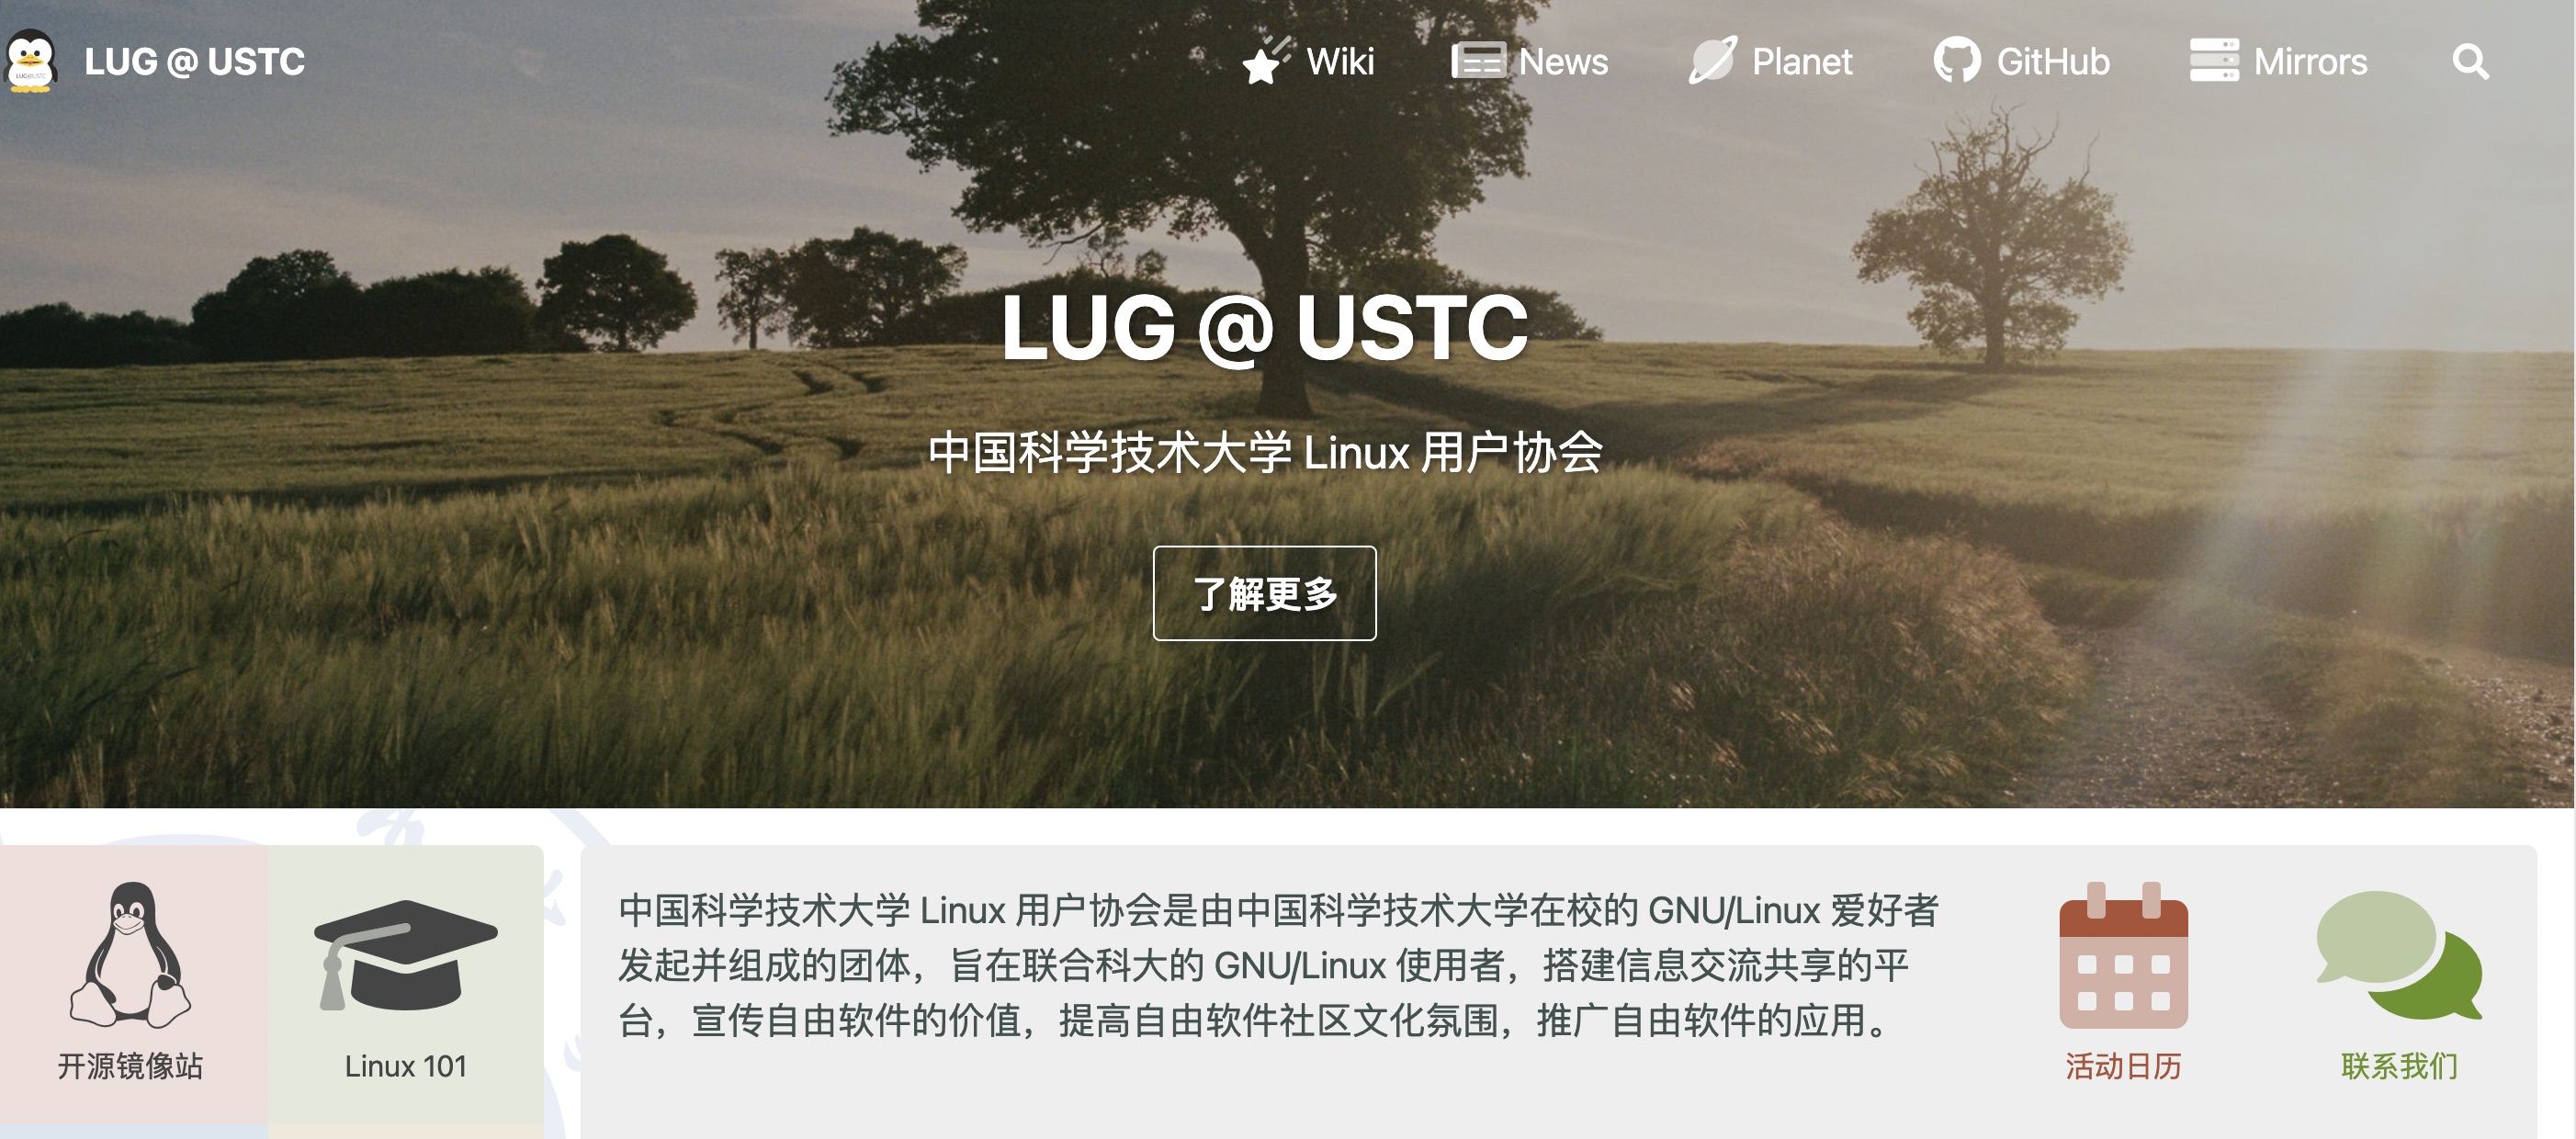 LUG @ USTC
Wiki
News
Planet
GitHub
Mirrors
LUG @ USTC
中国科学技术大学 Linux 用户协会
了解更多
开源镜像站
Linux 101
中国科学技术大学 Linux 用户协会是由中国科学技术大学在校的 GNU/Linux 爱好者
发起并组成的团体，旨在联合科大的 GNU/Linux 使用者，搭建信息交流共享的平
台，宣传自由软件的价值，提高自由软件社区文化氛围，推广自由软件的应用。
活动日历
联系我们